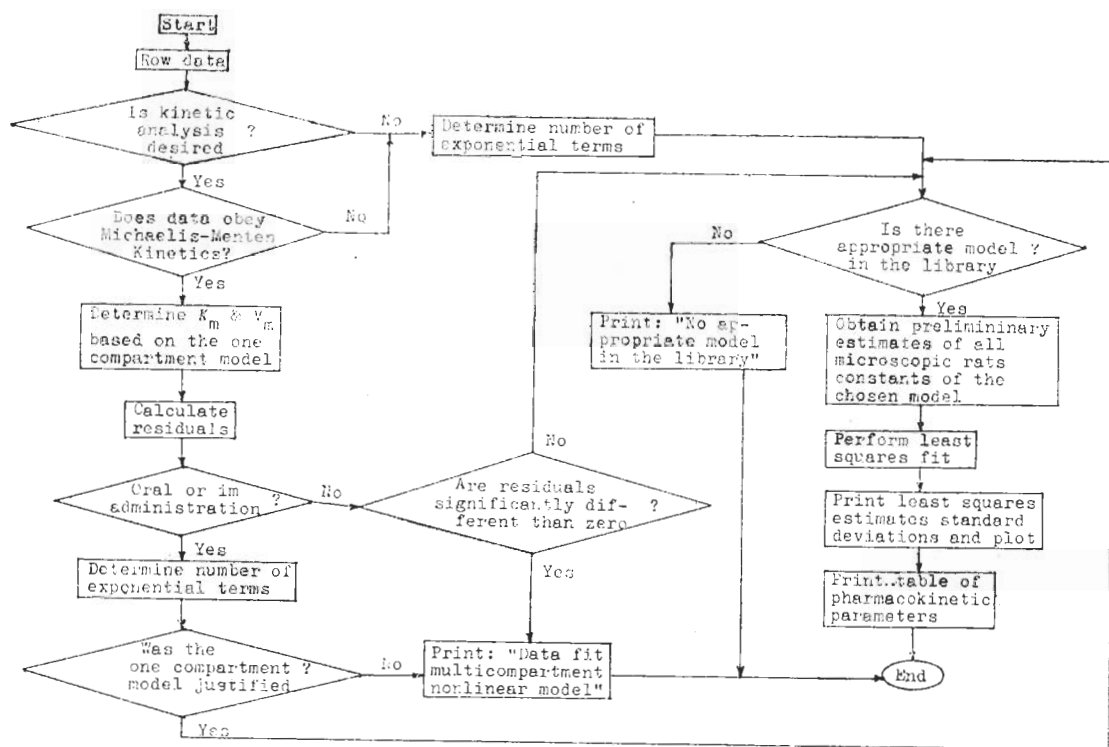 Start
Row data
Is kinetic
analysis ?
desired
No
Determine number of
exponential terms
Yes
Does data obey
Michaelis-Menten
Kinetics?
No
Is there
appropriate model ?
in the library
No
Yes
Yes
Determine Km & Vm
based on the one
compartment model
Print: "No ap-
propriate model
in the library"
Obtain prelimininary
estimates of all
microscopic rats
constants of the
chosen model
Calculate
residuals
No
Perform least
squares fit
Oral or im ?
administration
No
Are residuals
significantly dif- ?
ferent than zero
Print least squares
estimates standard
deviations and plot
Yes
Determine number of
exponential terms
Yes
Print table of
pharmacokinetic
parameters
Was the
one compartment ?
model justified
No
Print: "Data fit
multicompartment
nonlinear model"
End
Yes